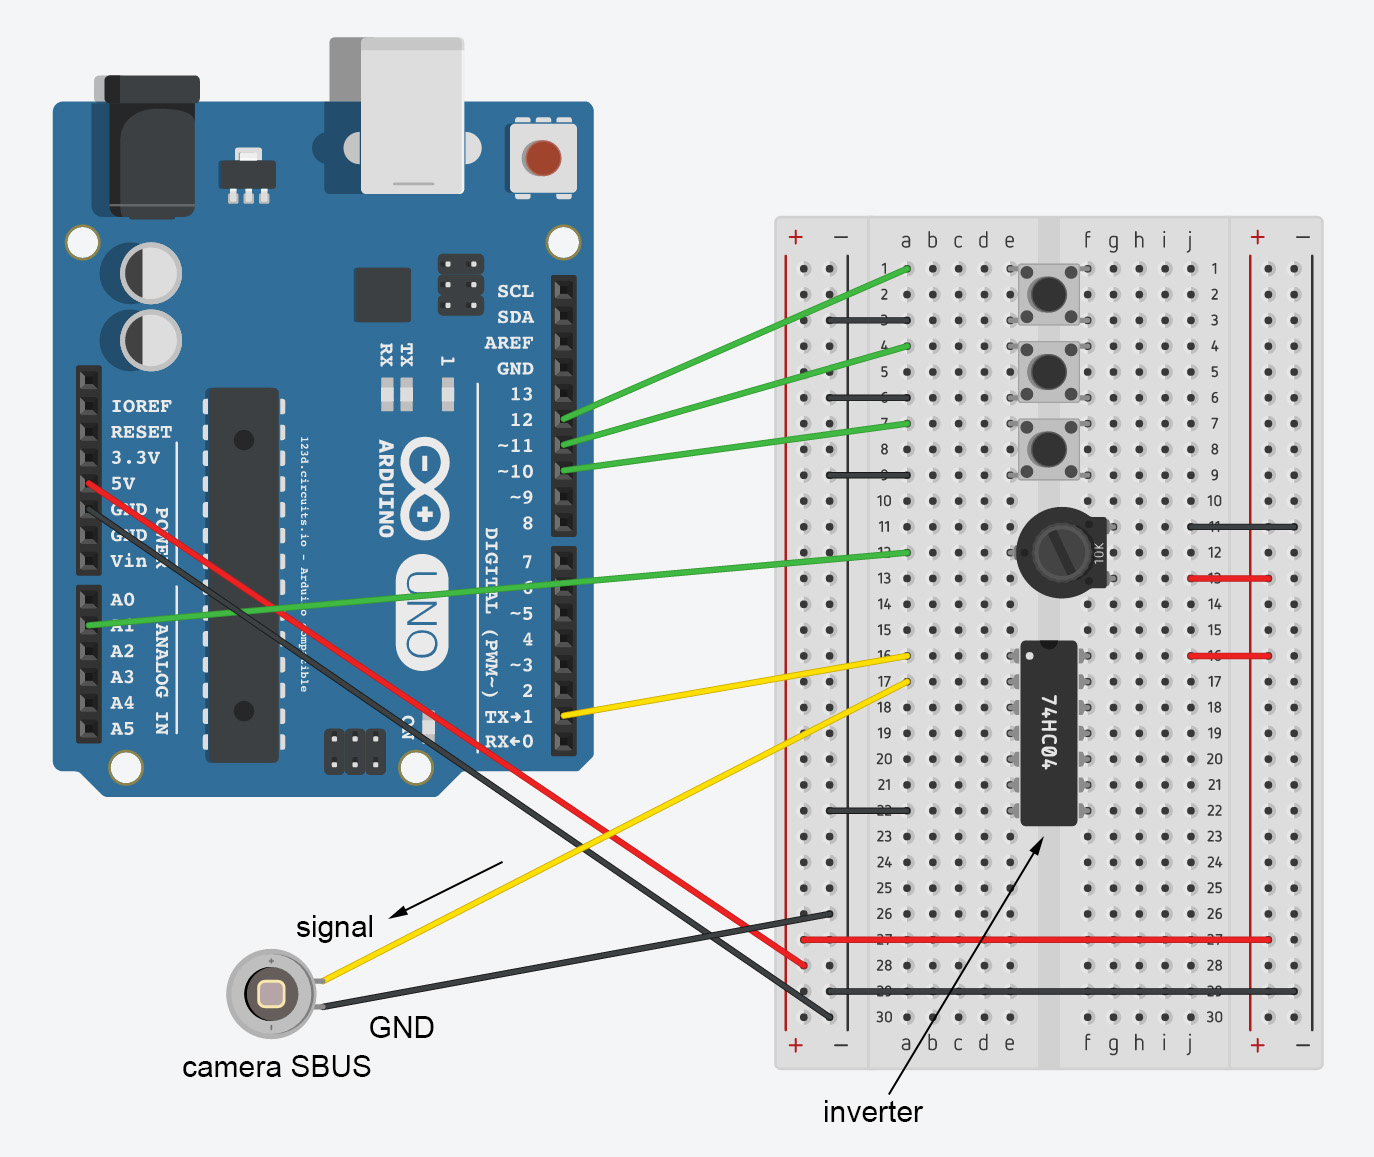 SCL
SDA
AREF
GND
13
12
~11
~10
~9
8
7
6
~5
4
~3
2
TX→1
RX←0
DIGITAL (PWM~)
RX
TX
1
IOREF
RESET
3.3V
5V
GND
GND
Vin
POWER
A0
A1
A2
A3
A4
A5
ANALOG IN
ARDUINO
UNO
ON
123d.circuits.io - Arduino Compatible
+ − a b c d e f g h i j + −
1 1
2 2
3 3
4 4
5 5
6 6
7 7
8 8
9 9
10 10
11 11
12 12
13 13
14 14
15 15
16 16
17 17
18 18
19 19
20 20
21 21
22 22
23 23
24 24
25 25
26 26
27 27
28 28
29 29
30 30
+ − a b c d e f g h i j + −
10K
74HC04
signal
GND
camera SBUS
inverter